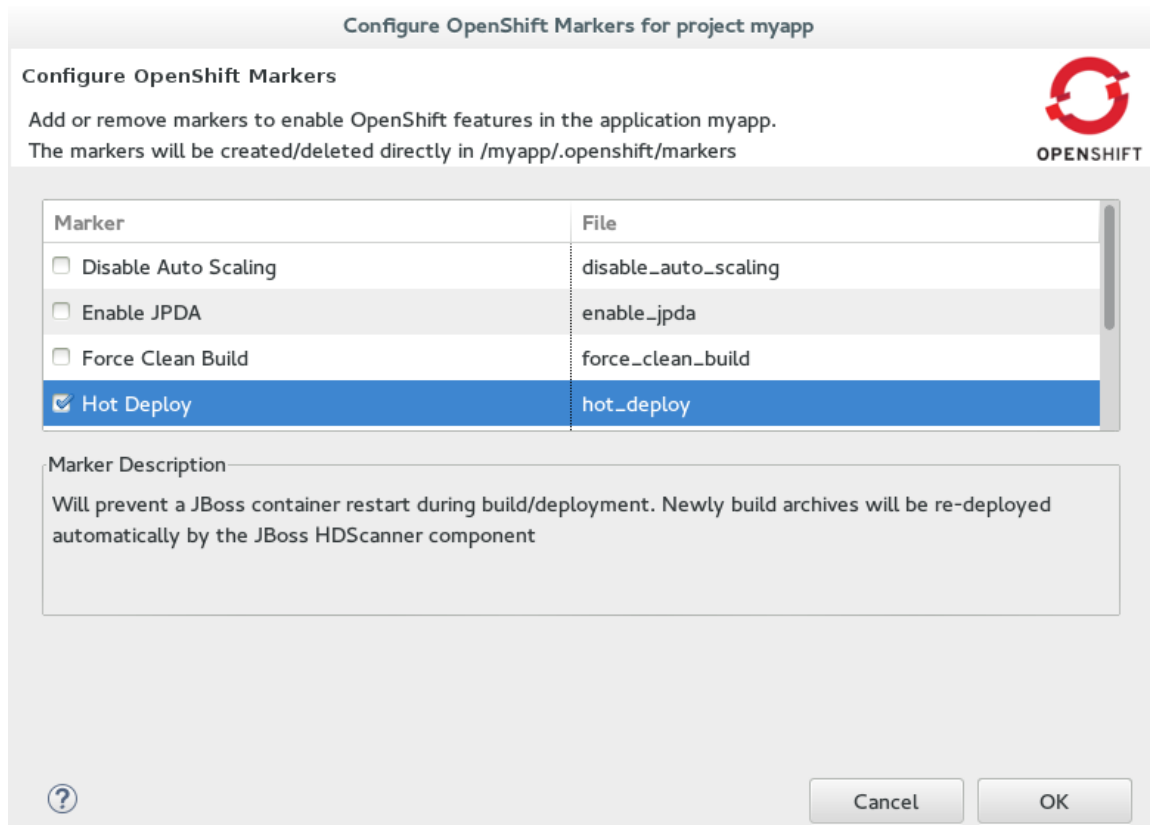 Configure OpenShift Markers for project myapp
Configure OpenShift Markers
Add or remove markers to enable OpenShift features in the application myapp.
The markers will be created/deleted directly in /myapp/.openshift/markers
OPENSHIFT
Marker File
Disable Auto Scaling disable_auto_scaling
Enable JPDA enable_jpda
Force Clean Build force_clean_build
Hot Deploy hot_deploy
Marker Description
Will prevent a JBoss container restart during build/deployment. Newly build archives will be re-deployed
automatically by the JBoss HDScanner component
?
Cancel OK